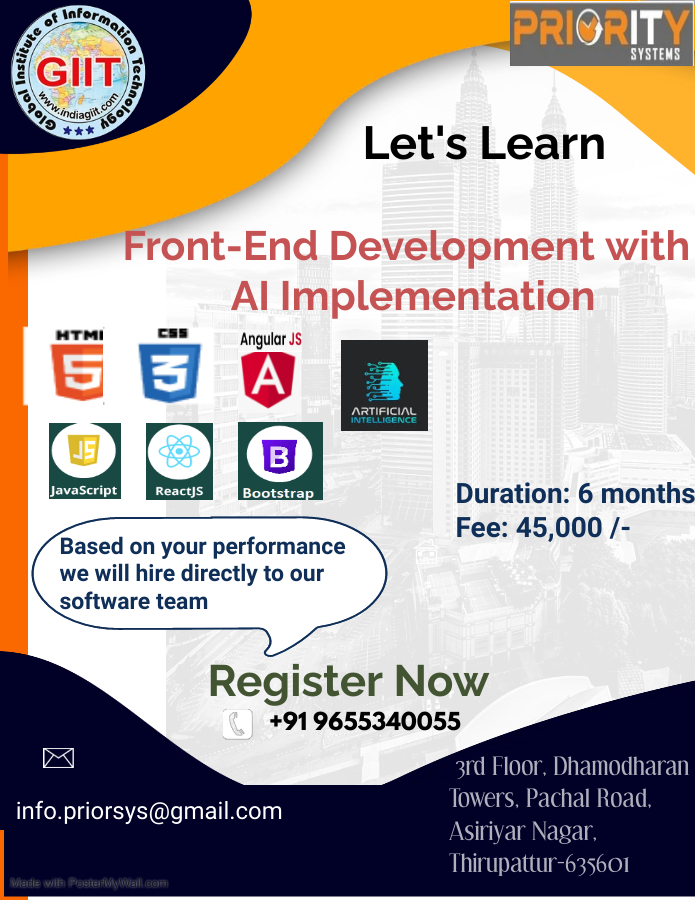 Global Institute of Information Technology
GIIT
www.indiagiit.com
PRIORITY
SYSTEMS
Let's Learn
Front-End Development with
AI Implementation
HTML
5
CSS
3
Angular JS
A
ARTIFICIAL
INTELLIGENCE
JS
JavaScript
ReactJS
B
Bootstrap
Duration: 6 months
Fee: 45,000 /-
Based on your performance
we will hire directly to our
software team
Register Now
+91 9655340055
info.priorsys@gmail.com
3rd Floor, Dhamodharan
Towers, Pachal Road,
Asiriyar Nagar,
Thirupattur-635601
Made with PosterMyWall.com